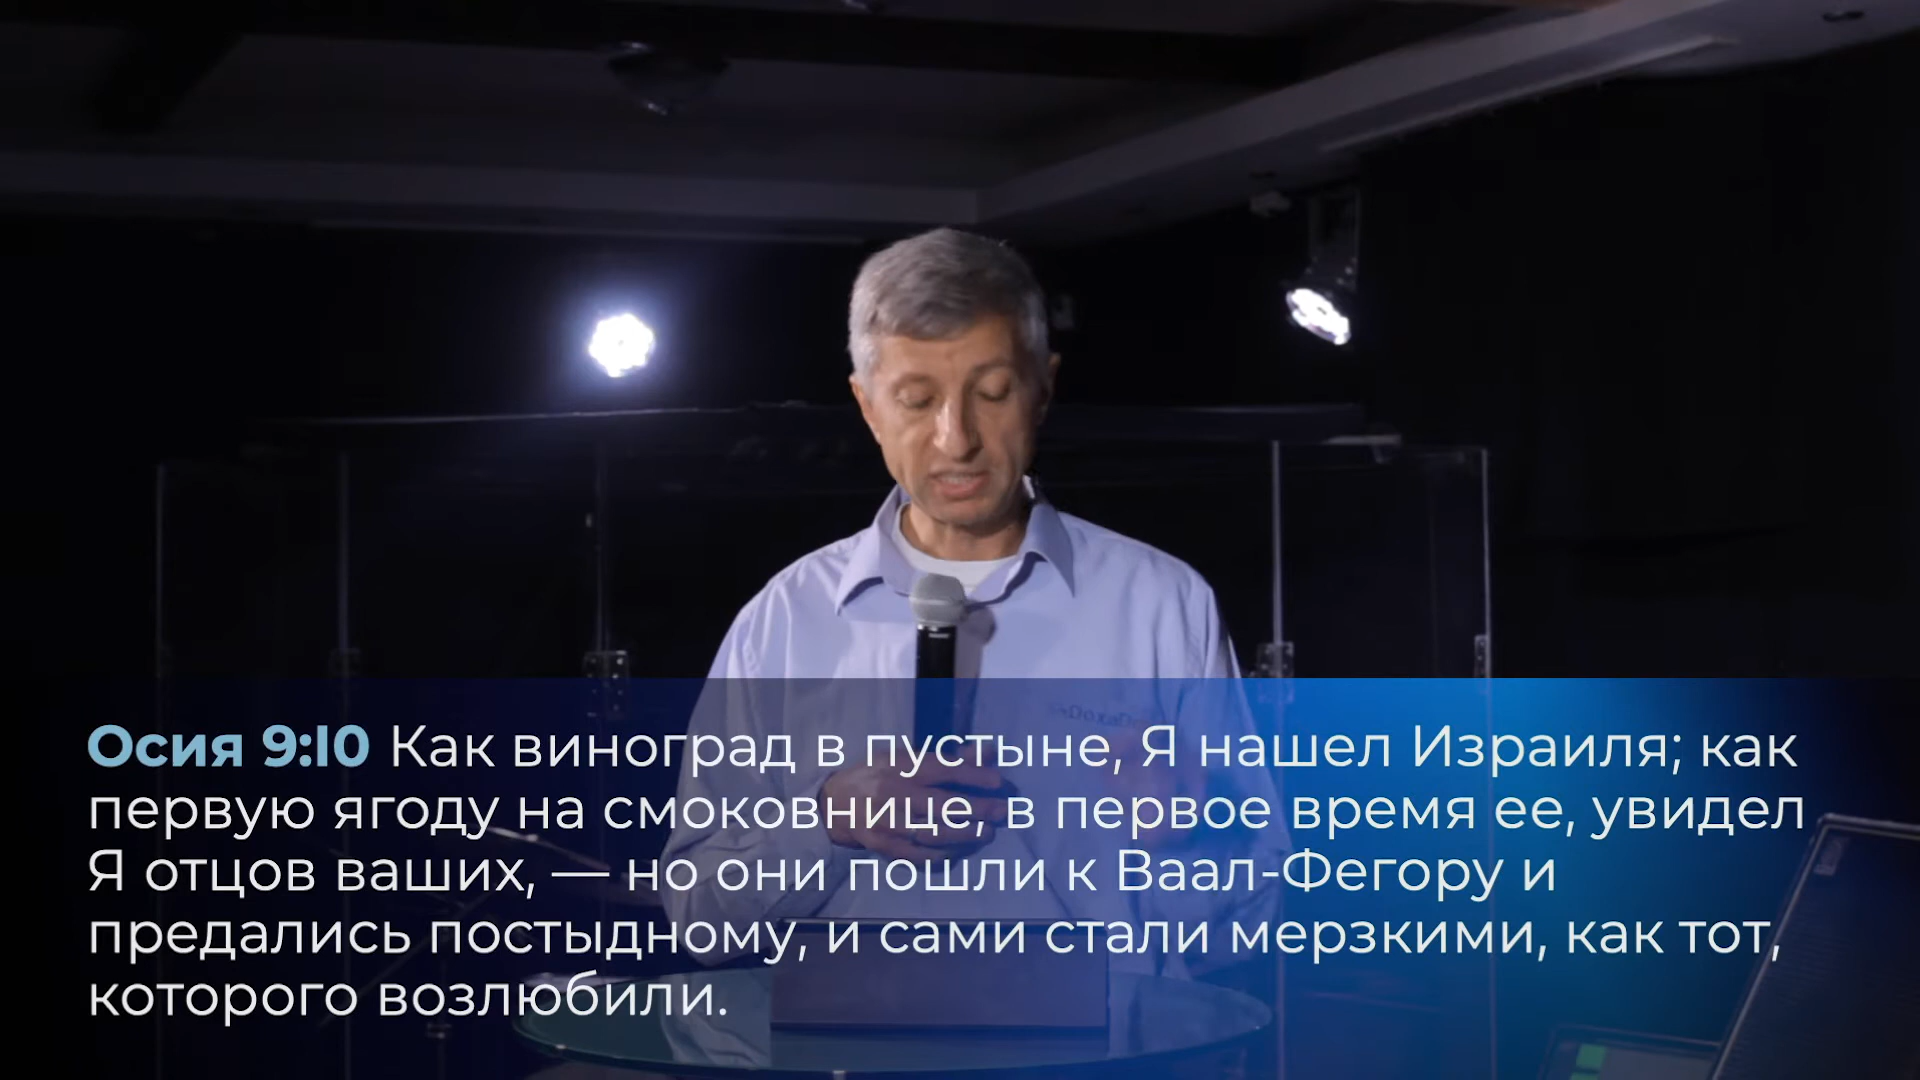 Осия 9:10 Как виноград в пустыне, Я нашел Израиля; как
первую ягоду на смоковнице, в первое время ее, увидел
Я отцов ваших, — но они пошли к Ваал-Фегору и
предались постыдному, и сами стали мерзкими, как тот,
которого возлюбили.